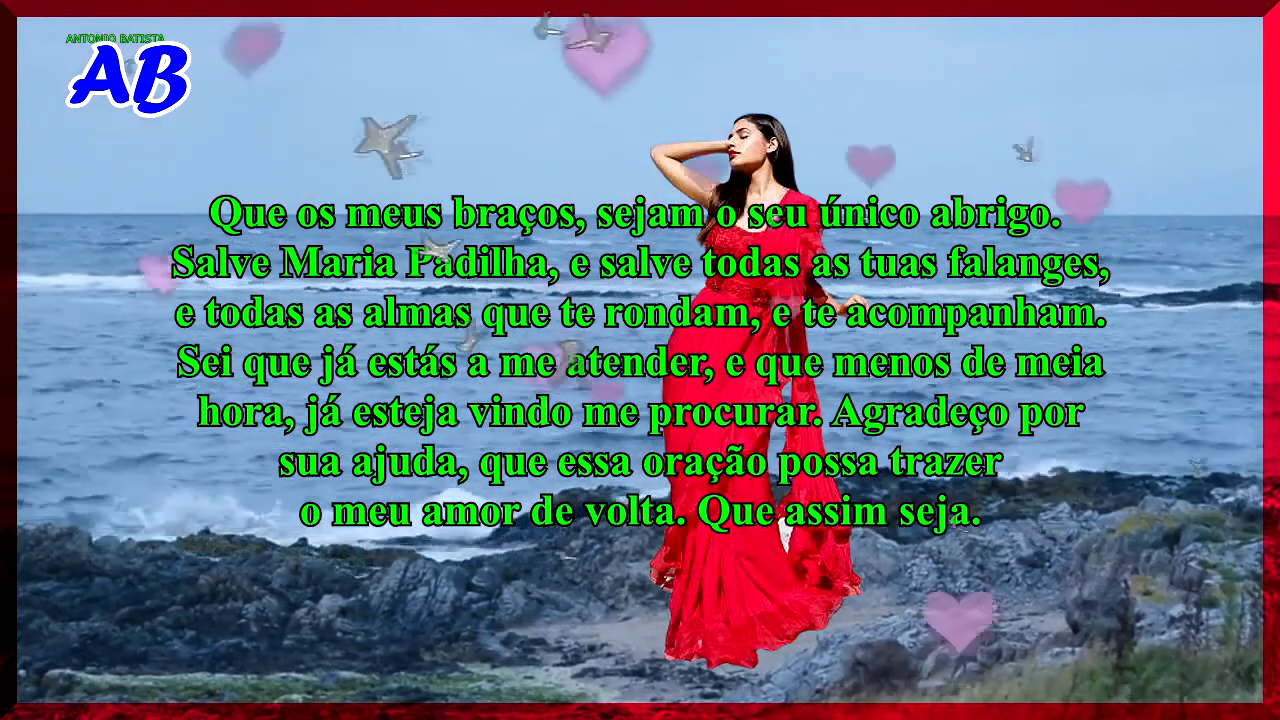 ANTONIO BATISTA
AB
Que os meus braços, sejam o seu único abrigo.
Salve Maria Padilha, e salve todas as tuas falanges,
e todas as almas que te rondam, e te acompanham.
Sei que já estás a me atender, e que menos de meia
hora, já esteja vindo me procurar. Agradeço por
sua ajuda, que essa oração possa trazer
o meu amor de volta. Que assim seja.